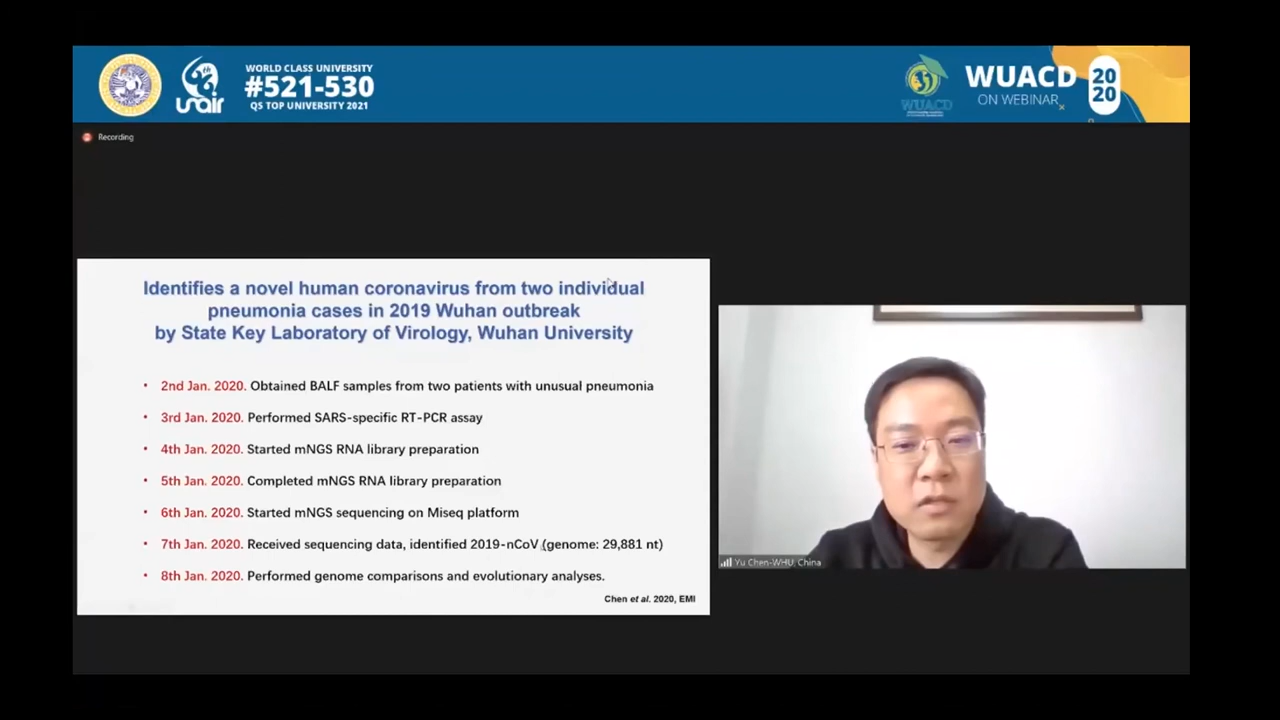 unair
WORLD CLASS UNIVERSITY
#521-530
QS TOP UNIVERSITY 2021
WUACD
WUACD
ON WEBINAR
20
20
Recording
Identifies a novel human coronavirus from two individual
pneumonia cases in 2019 Wuhan outbreak
by State Key Laboratory of Virology, Wuhan University
• 2nd Jan. 2020. Obtained BALF samples from two patients with unusual pneumonia
• 3rd Jan. 2020. Performed SARS-specific RT-PCR assay
• 4th Jan. 2020. Started mNGS RNA library preparation
• 5th Jan. 2020. Completed mNGS RNA library preparation
• 6th Jan. 2020. Started mNGS sequencing on Miseq platform
• 7th Jan. 2020. Received sequencing data, identified 2019-nCoV (genome: 29,881 nt)
• 8th Jan. 2020. Performed genome comparisons and evolutionary analyses.
Chen et al. 2020, EMI
Yu Chen-WHU, China